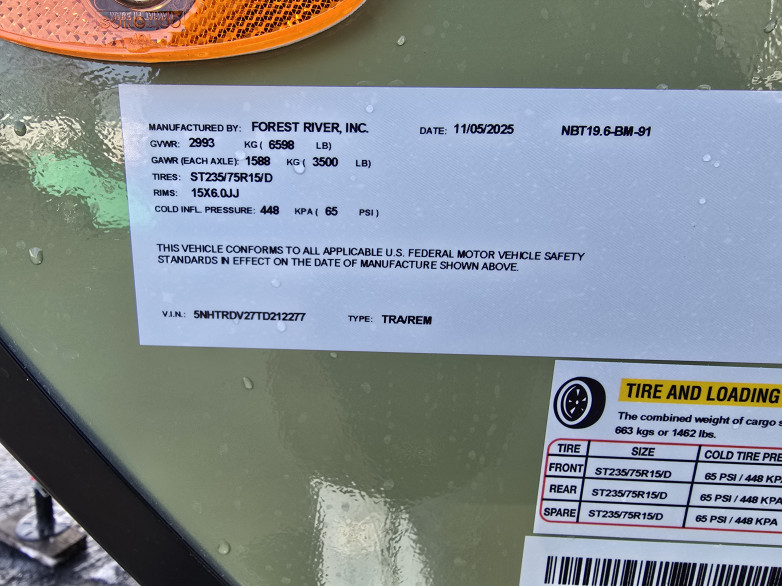 MANUFACTURED BY: FOREST RIVER, INC. DATE: 11/05/2025 NBT19.6-BM-91
GVWR: 2993 KG ( 6598 LB)
GAWR (EACH AXLE): 1588 KG ( 3500 LB)
TIRES: ST235/75R15/D
RIMS: 15X6.0JJ
COLD INFL. PRESSURE: 448 KPA ( 65 PSI )
THIS VEHICLE CONFORMS TO ALL APPLICABLE U.S. FEDERAL MOTOR VEHICLE SAFETY
STANDARDS IN EFFECT ON THE DATE OF MANUFACTURE SHOWN ABOVE.
V.I.N.: 5NHTRDV27TD212277 TYPE: TRA/REM
TIRE AND LOADING
The combined weight of cargo s
663 kgs or 1462 lbs.
TIRE SIZE COLD TIRE PRE
FRONT ST235/75R15/D 65 PSI / 448 KPA
REAR ST235/75R15/D 65 PSI / 448 KPA
SPARE ST235/75R15/D 65 PSI / 448 KPA